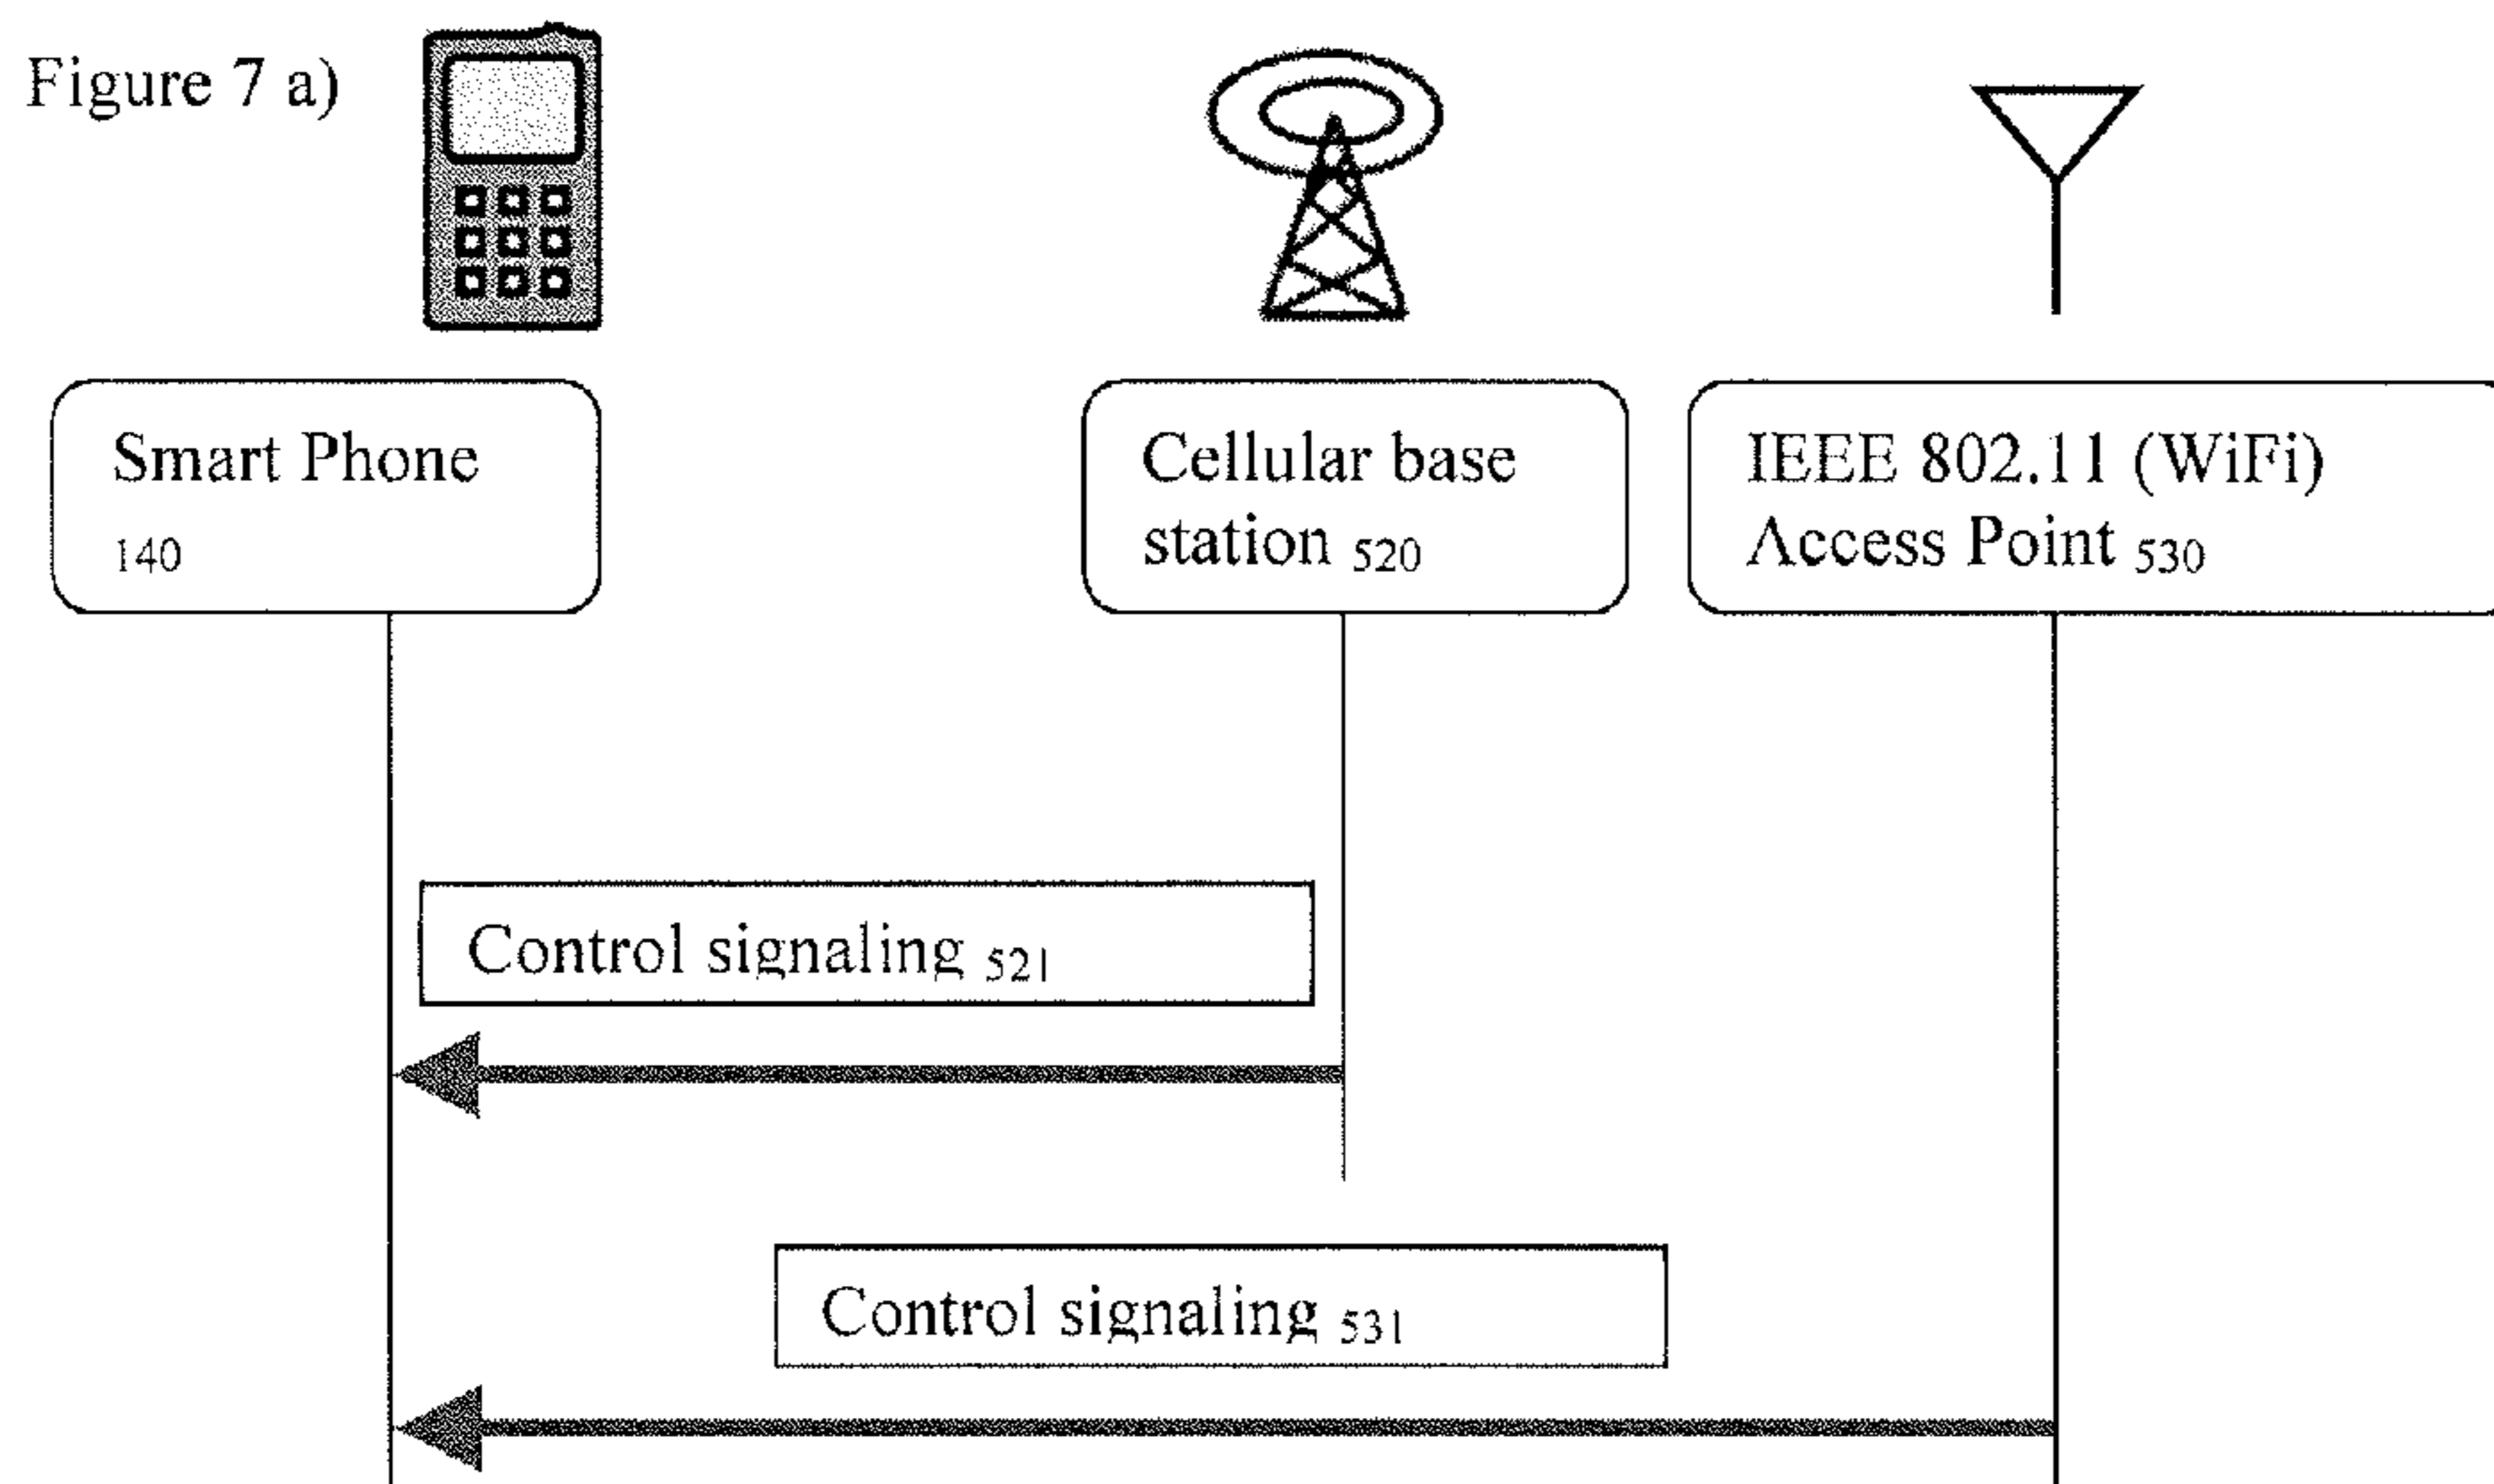 Figure 7 a)
Smart Phone
140
Cellular base
station 520
IEEE 802.11 (WiFi)
Access Point 530
Control signaling 521
Control signaling 531